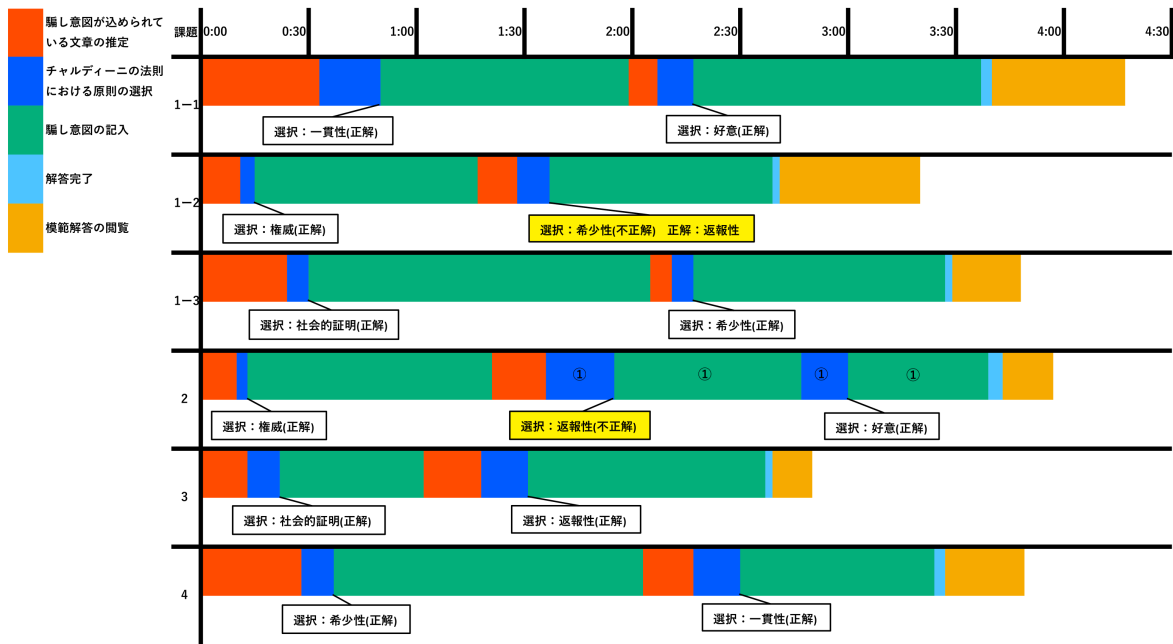 騙し意図が込められて
いる文章の推定
チャルディーニの法則
における原則の選択
騙し意図の記入
解答完了
模範解答の閲覧
課題 0:00 0:30 1:00 1:30 2:00 2:30 3:00 3:30 4:00 4:30
1ー1
選択：一貫性(正解) 選択：好意(正解)
1ー2
選択：権威(正解) 選択：希少性(不正解)　正解：返報性
1ー3
選択：社会的証明(正解) 選択：希少性(正解)
2 ① ① ① ①
選択：権威(正解) 選択：返報性(不正解) 選択：好意(正解)
3
選択：社会的証明(正解) 選択：返報性(正解)
4
選択：希少性(正解) 選択：一貫性(正解)